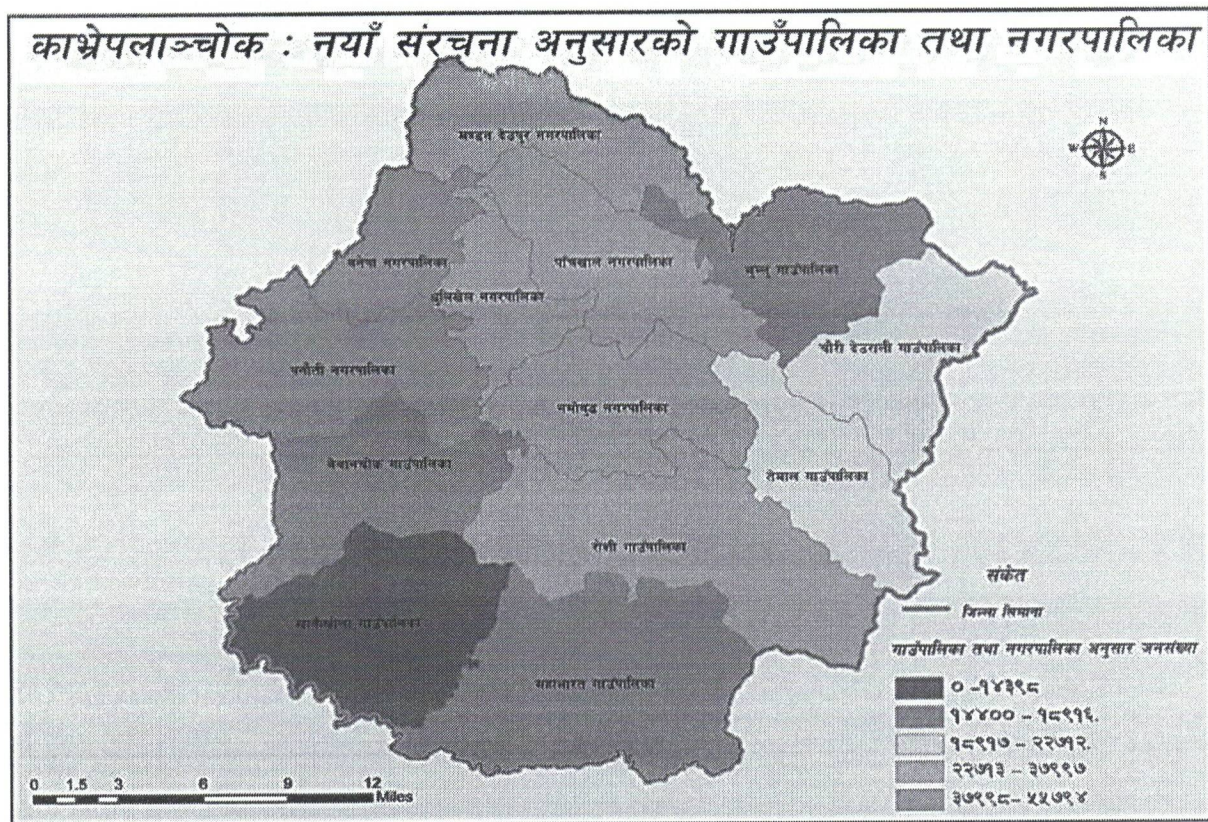 काभ्रेपलाञ्चोक : नयाँ संरचना अनुसारको गाउँपालिका तथा नगरपालिका
मण्डन देउपुर नगरपालिका
N
W E
S
बनेपा नगरपालिका
पाँचखाल नगरपालिका
भुम्लु गाउँपालिका
धुलिखेल नगरपालिका
चौरी देउराली गाउँपालिका
पनौती नगरपालिका
नमोबुद्ध नगरपालिका
बेथानचोक गाउँपालिका
तेमाल गाउँपालिका
रोशी गाउँपालिका
संकेत
जिल्ला सिमाना
खानीखोला गाउँपालिका
गाउँपालिका तथा नगरपालिका अनुसार जनसंख्या
महाभारत गाउँपालिका
० -१४३९८
१४४०० - १८९१६.
१८९१७ - २२७१२.
२२७१३ - ३७९९७
३७९९८- ५५७९४
0 1.5 3 6 9 12
Miles